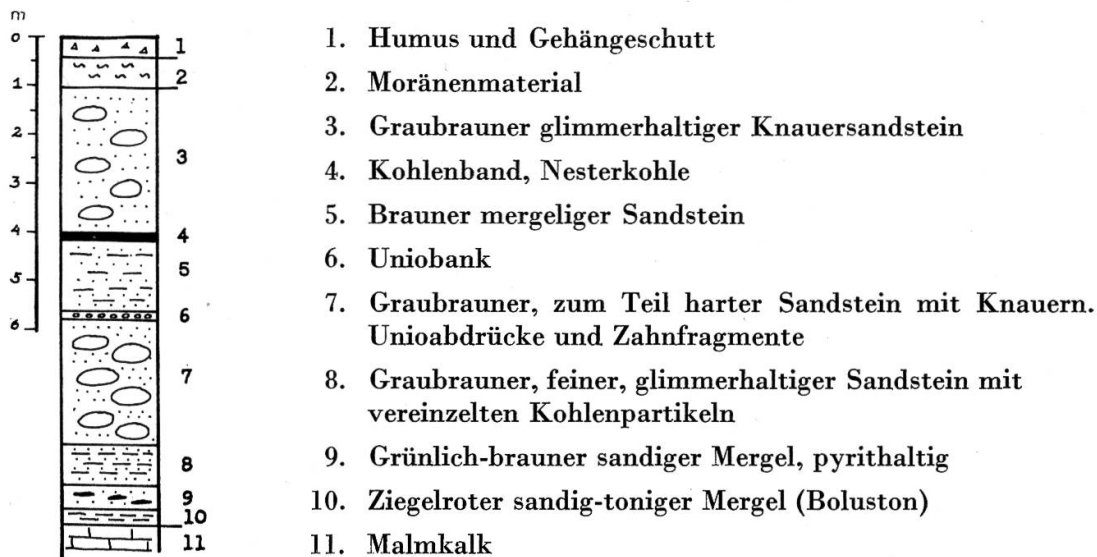 m
0
1
2
3
4
5
6
1
2
3
4
5
6
7
8
9
10
11
1. Humus und Gehängeschutt
2. Moränenmaterial
3. Graubrauner glimmerhaltiger Knauersandstein
4. Kohlenband, Nesterkohle
5. Brauner mergeliger Sandstein
6. Uniobank
7. Graubrauner, zum Teil harter Sandstein mit Knauern.
Unioabdrücke und Zahnfragmente
8. Graubrauner, feiner, glimmerhaltiger Sandstein mit
vereinzelten Kohlenpartikeln
9. Grünlich-brauner sandiger Mergel, pyrithaltig
10. Ziegelroter sandig-toniger Mergel (Boluston)
11. Malmkalk